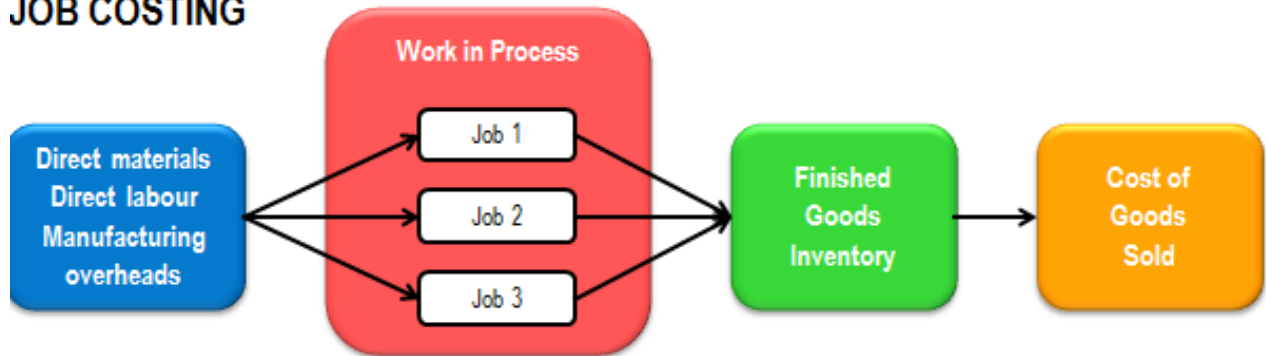 JOB COSTING
Work in Process
Job 1
Job 2
Job 3
Direct materials
Direct labour
Manufacturing
overheads
Finished
Goods
Inventory
Cost of
Goods
Sold